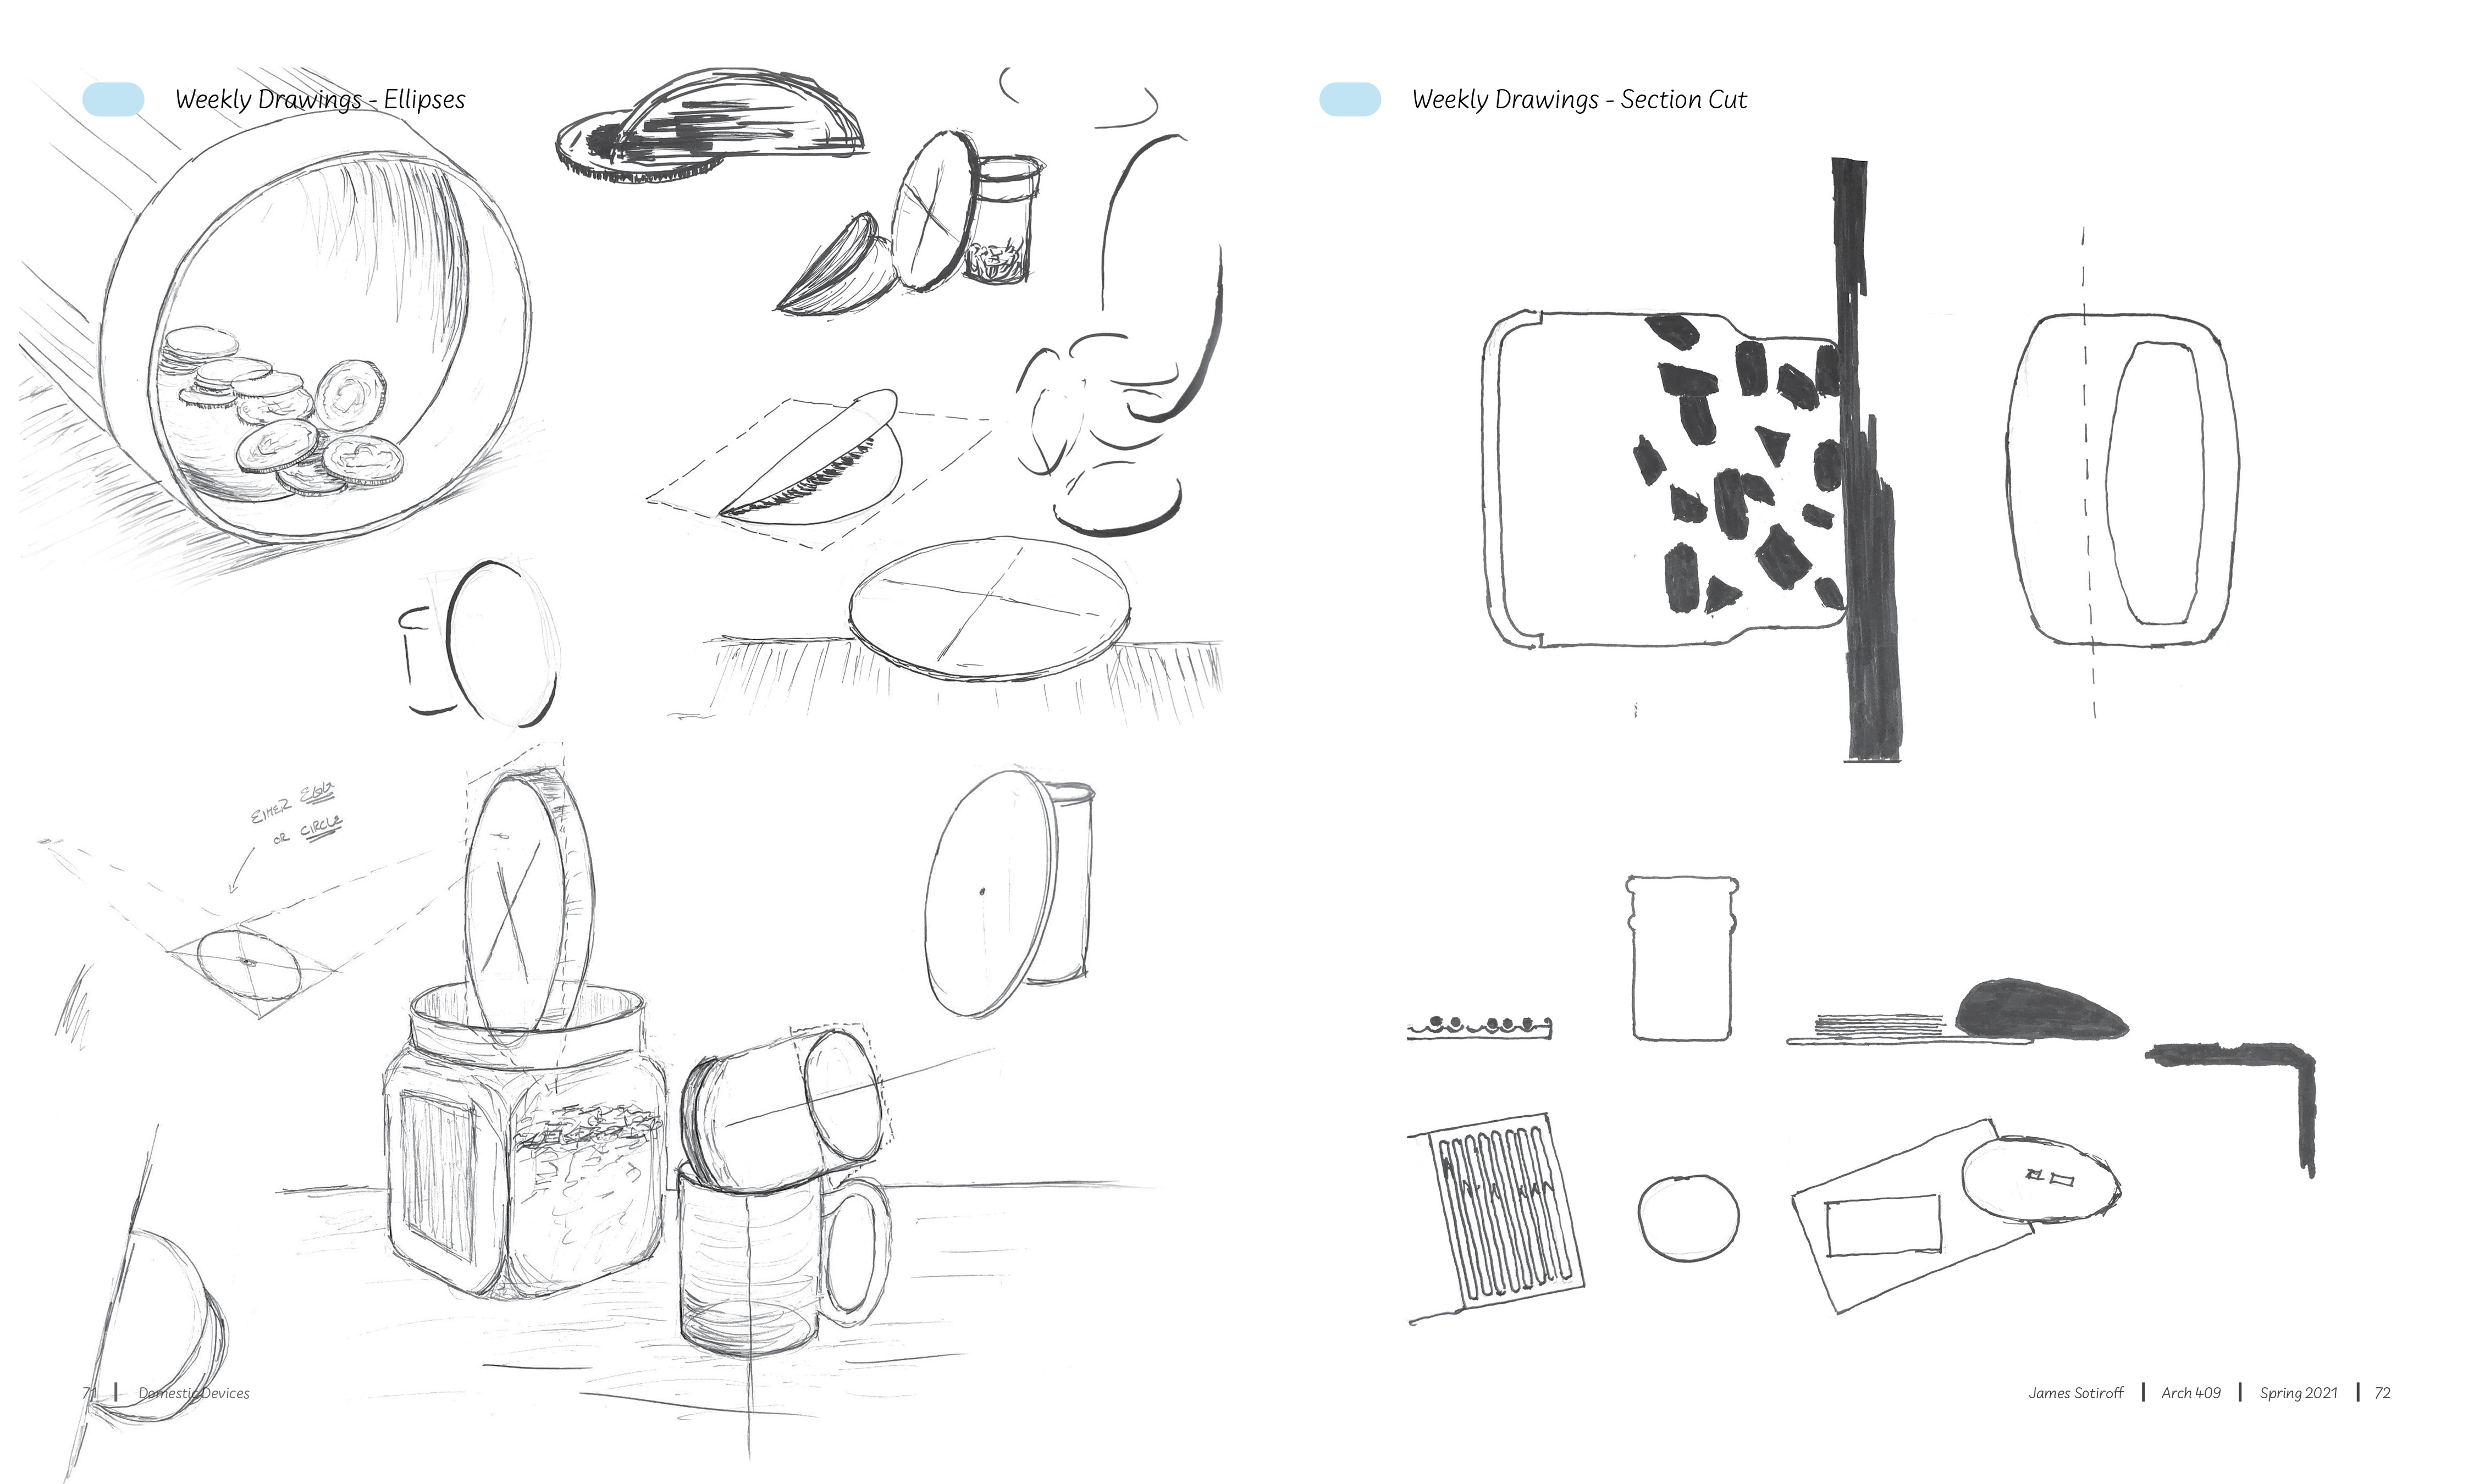 Weekly Drawings - Ellipses
EITHER EDGE
OR CIRCLE
71 | Domestic Devices
Weekly Drawings - Section Cut
James Sotiroff | Arch 409 | Spring 2021 | 72